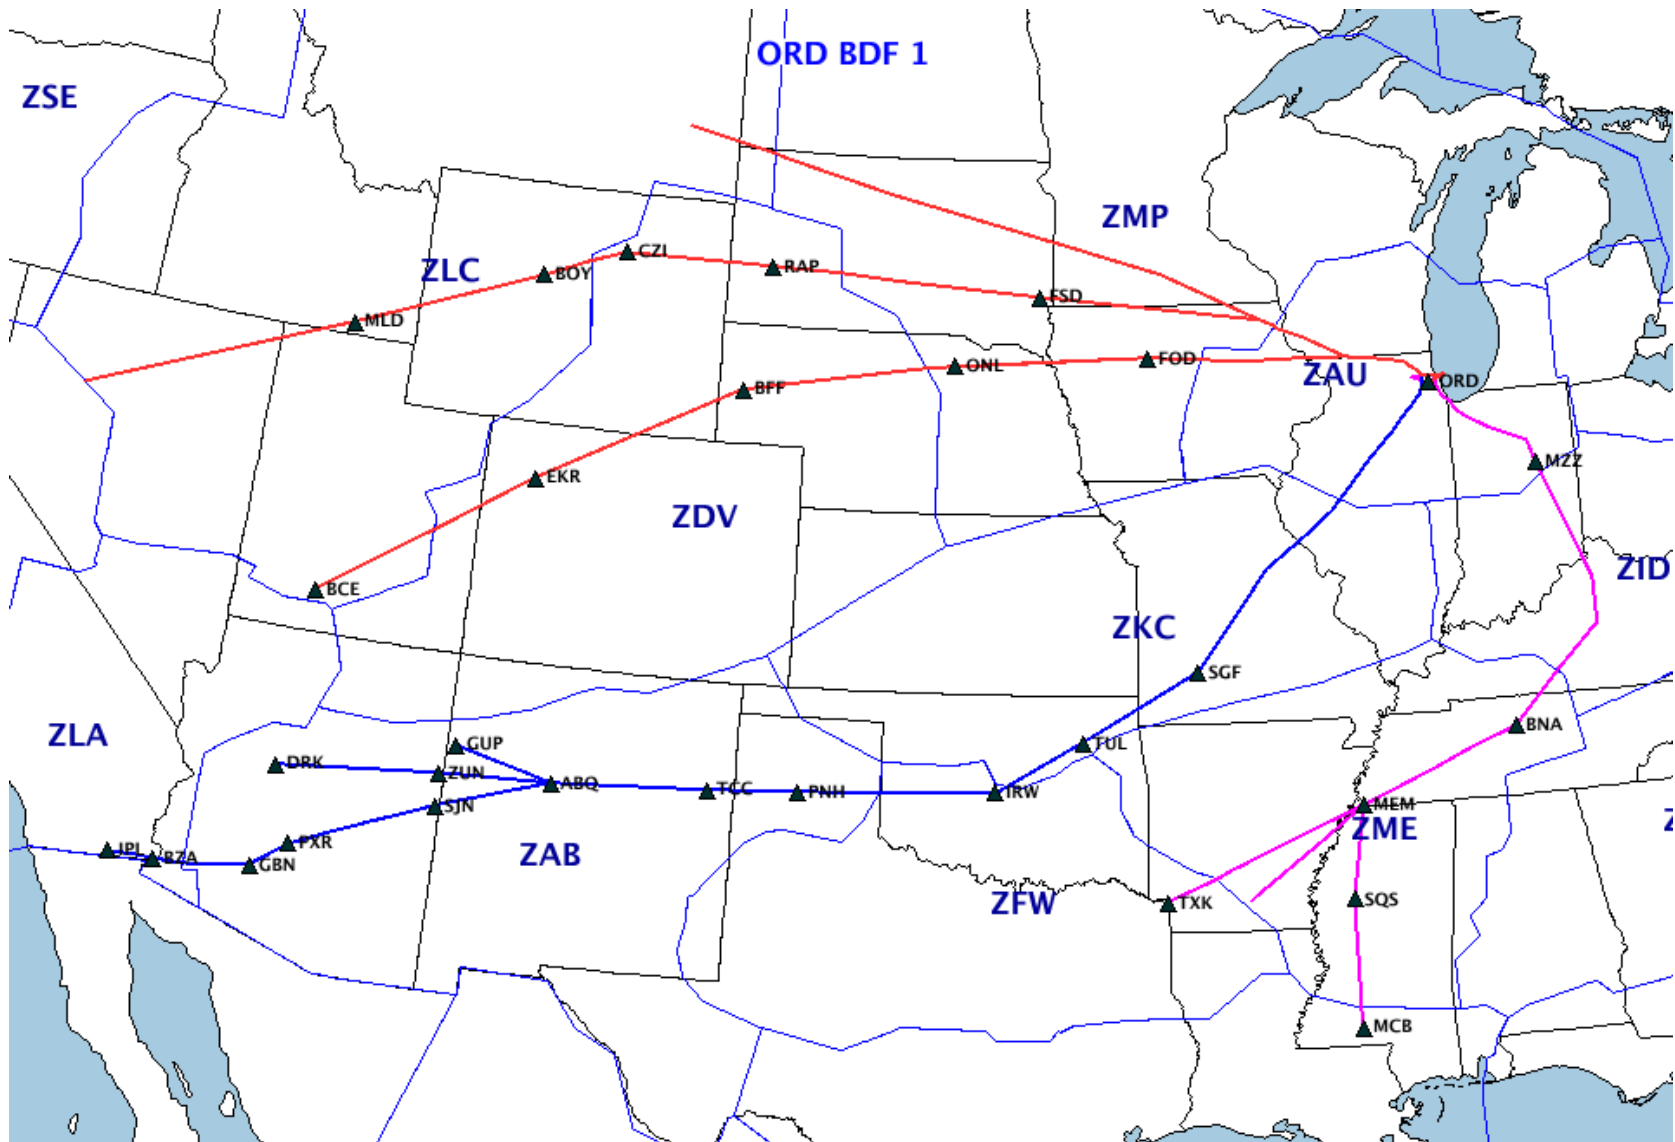 ORD BDF 1
ZSE
ZMP
CZI
ZLC
BOY
RAP
FSD
MLD
ONL
FOD
ZAU
ORD
BFF
MZZ
EKR
ZDV
ZID
BCE
ZKC
SGF
BNA
ZLA
GUP
TUL
DRK
ZUN
ABQ
TCC
PNH
IRW
SJN
MEM
ZME
PXR
IPL
BZA
GBN
ZAB
ZFW
TXK
SQS
MCB